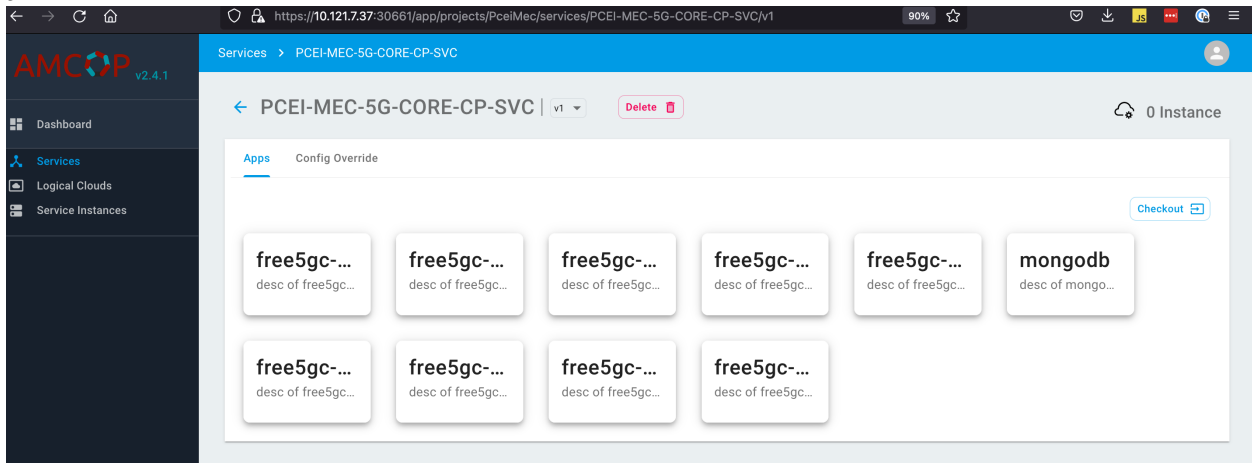 https://10.121.7.37:30661/app/projects/PceiMec/services/PCEI-MEC-5G-CORE-CP-SVC/v1 90% JS
AMCOP v2.4.1
Services > PCEI-MEC-5G-CORE-CP-SVC
PCEI-MEC-5G-CORE-CP-SVC | v1 Delete 0 Instance
Dashboard
Services
Logical Clouds
Service Instances
Apps Config Override
Checkout
free5gc-... free5gc-... free5gc-... free5gc-... free5gc-... mongodb
desc of free5gc... desc of free5gc... desc of free5gc... desc of free5gc... desc of free5gc... desc of mongo...
free5gc-... free5gc-... free5gc-... free5gc-...
desc of free5gc... desc of free5gc... desc of free5gc... desc of free5gc...